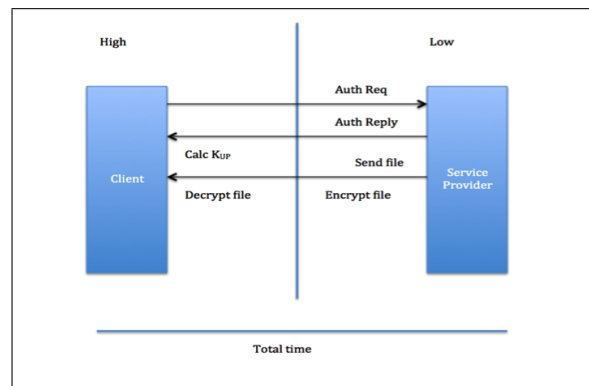 High Low
Auth Req
Auth Reply
Calc KUP
Send file
Client
Service
Provider
Decrypt file Encrypt file
Total time